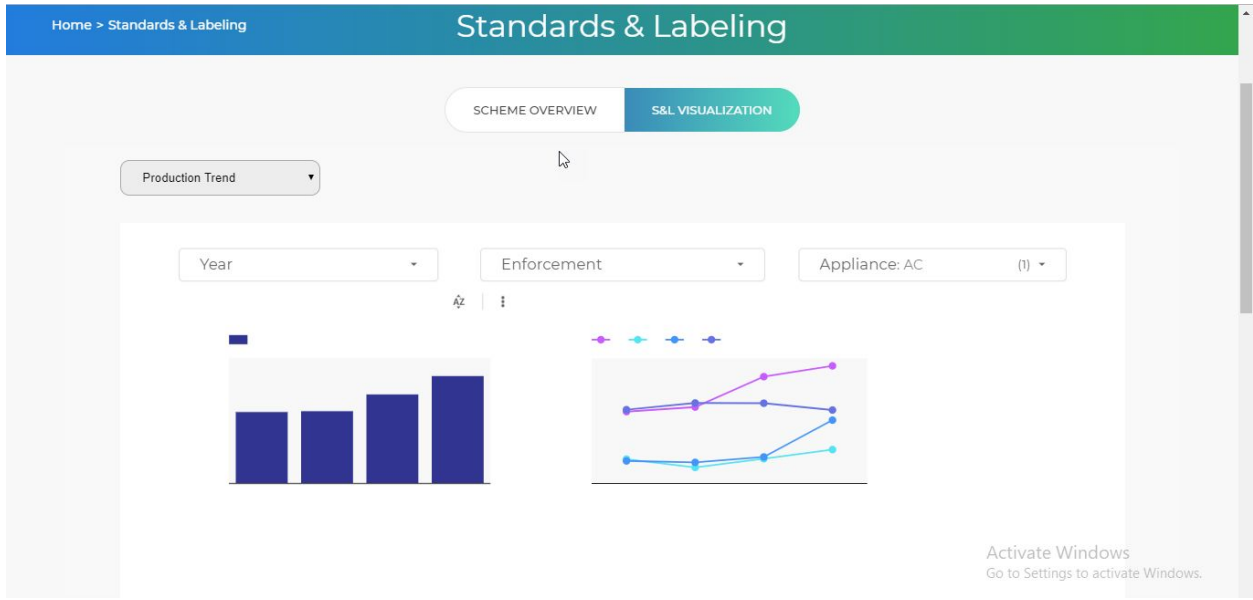 Home > Standards & Labeling
Standards & Labeling
SCHEME OVERVIEW
S&L VISUALIZATION
Production Trend
Year
Enforcement
Appliance: AC (1)
AZ
Activate Windows
Go to Settings to activate Windows.